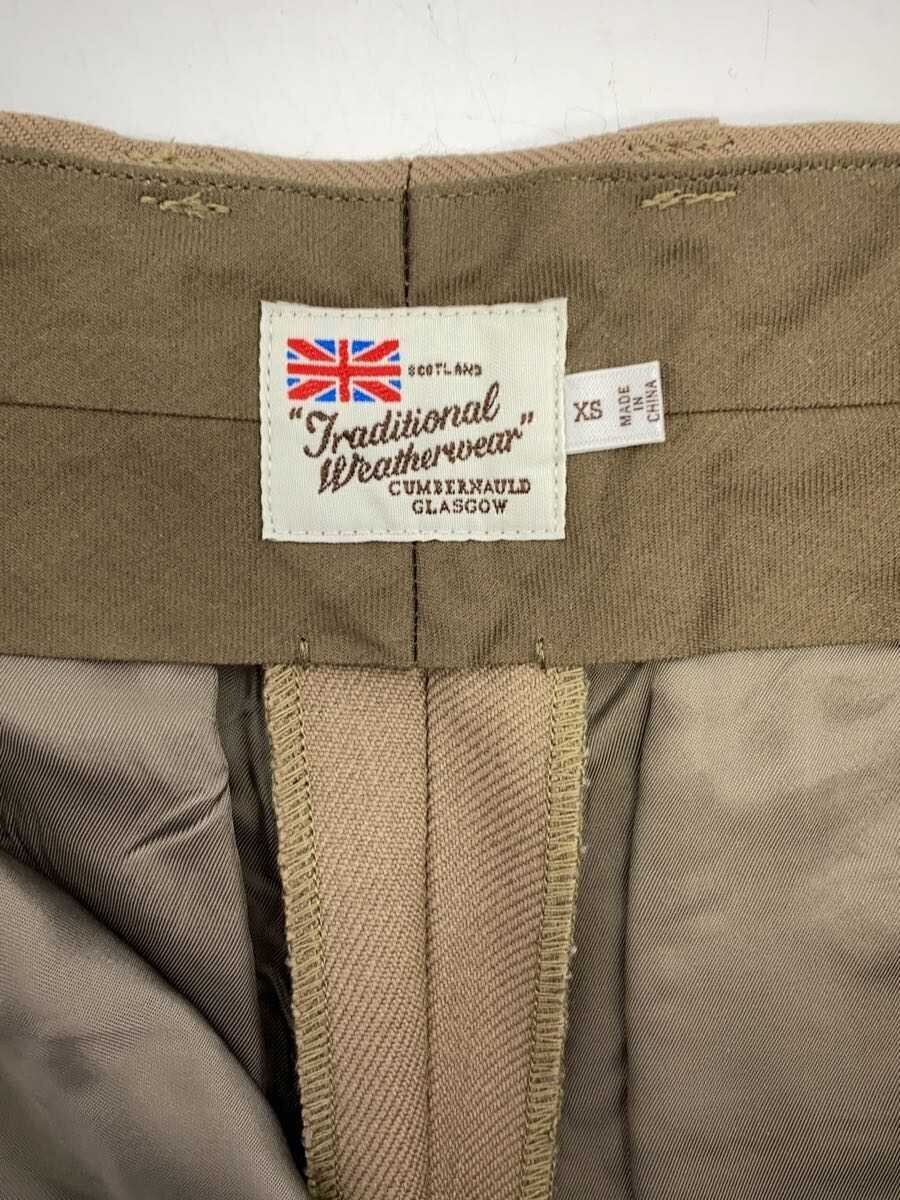 SCOTLAND
"Traditional
Weatherwear"
CUMBERNAULD
GLASGOW
XS
MADE
IN
CHINA